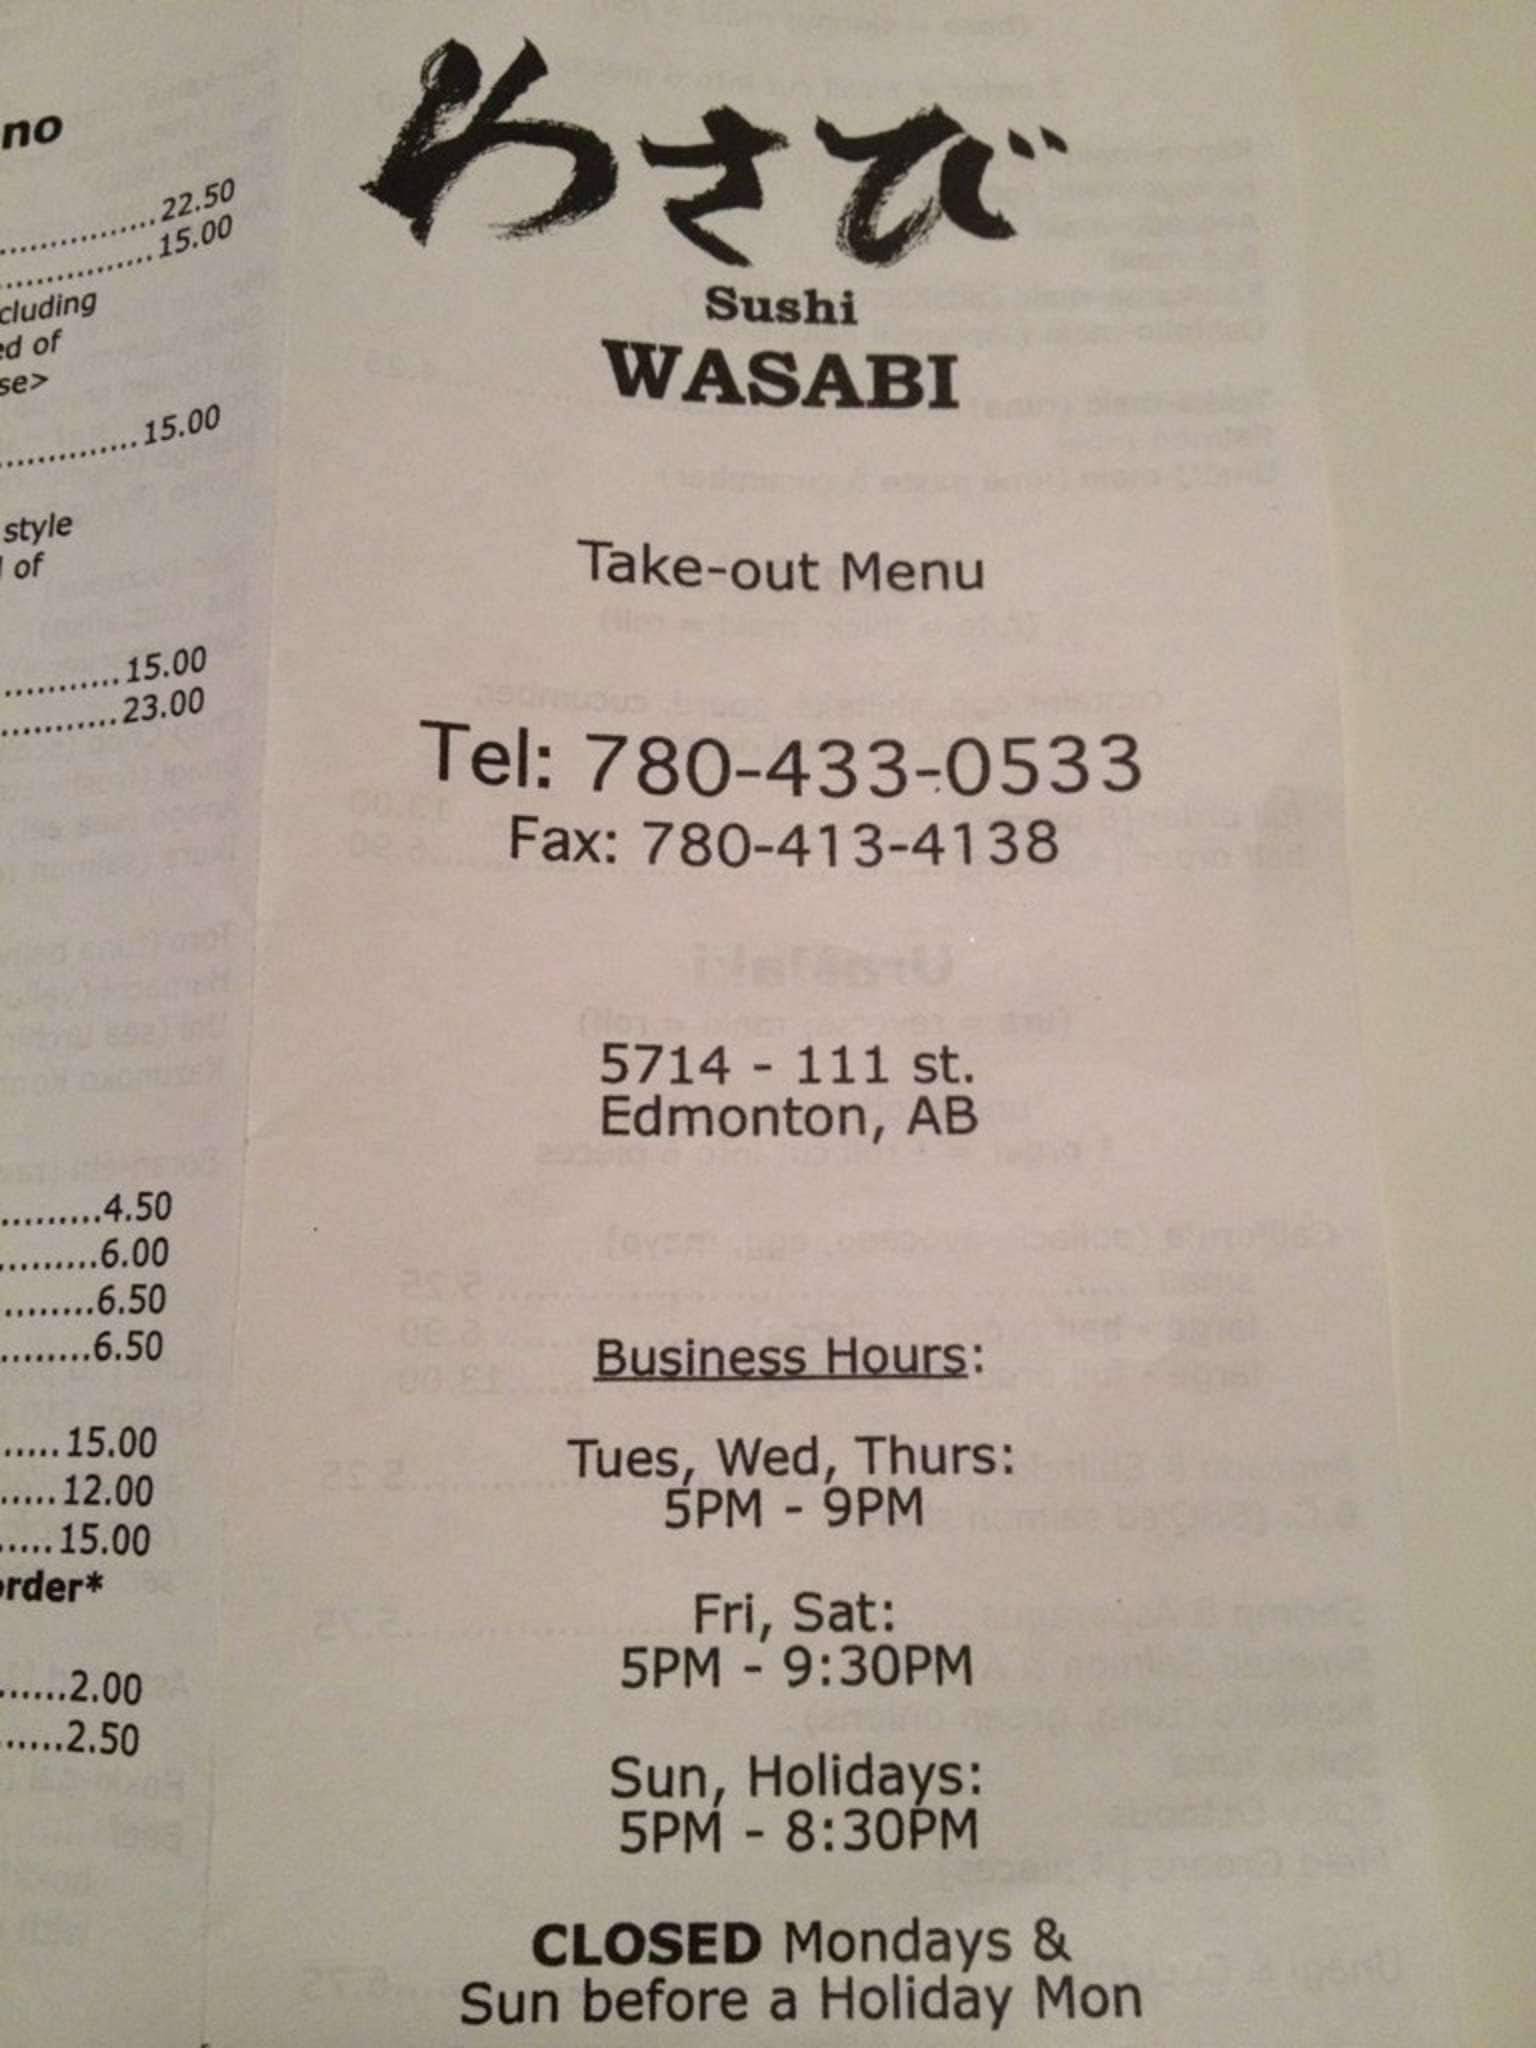 no
22.50
15.00
cluding
ed of
se>
15.00
style
of
15.00
23.00
4.50
6.00
6.50
6.50
15.00
12.00
15.00
order*
2.00
2.50
わさび
Sushi
WASABI
Take-out Menu
Tel: 780-433-0533
Fax: 780-413-4138
5714 - 111 st.
Edmonton, AB
Business Hours:
Tues, Wed, Thurs:
5PM - 9PM
Fri, Sat:
5PM - 9:30PM
Sun, Holidays:
5PM - 8:30PM
CLOSED Mondays &
Sun before a Holiday Mon